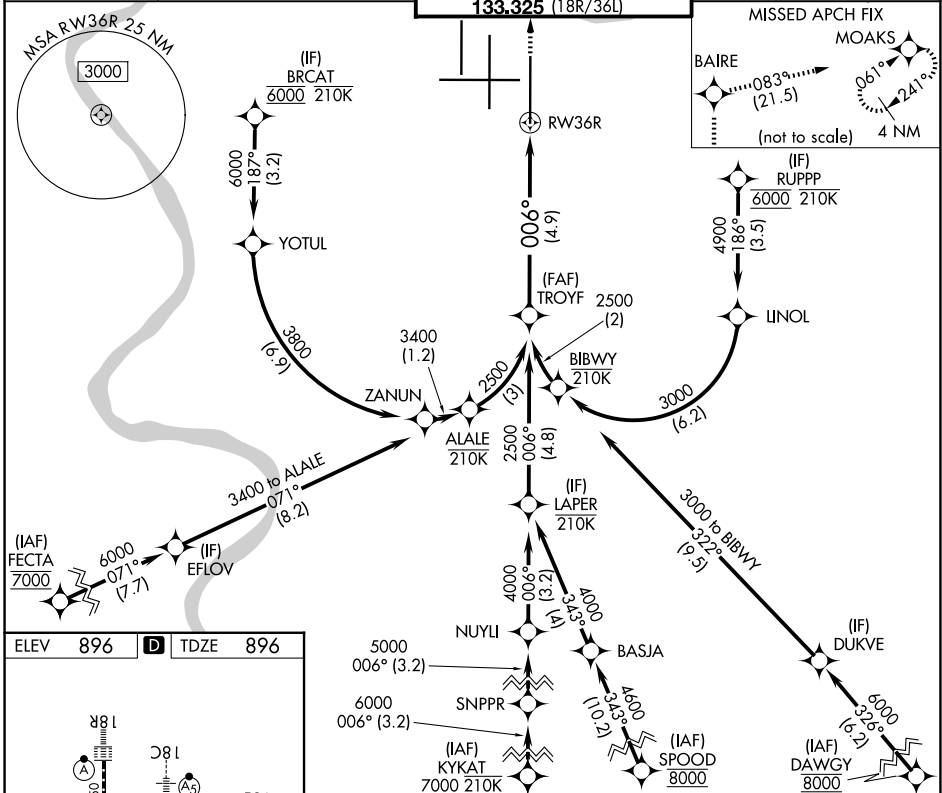 133.325 (18R/36L)
MSA RW36R 25 NM
3000
(IF)
BRCAT
6000 210K
6000
187°
(3.2)
YOTUL
3800
(6.9)
RW36R
006°
(4.9)
(FAF)
TROYF
2500
(2)
MISSED APCH FIX
MOAKS
BAIRE
083°
(21.5)
061°
241°
4 NM
(not to scale)
(IF)
RUPPP
6000 210K
4900
186°
(3.5)
LINOL
3000
(6.2)
BIBWY
210K
3400
(1.2)
ZANUN
2500
(3)
ALALE
210K
2500
006°
(4.8)
(IF)
LAPER
210K
3400 to ALALE
071°
(8.2)
(IAF)
FECTA
7000
6000
071°
(7.7)
(IF)
EFLOV
3000 to BIBWY
322°
(9.5)
4000
006°
(3.2)
4000
343°
(4)
NUYLI
BASJA
(IF)
DUKVE
5000
006° (3.2)
SNPPR
6000
006° (3.2)
4600
343°
(10.2)
6000
326°
(6.2)
(IAF)
KYKAT
7000 210K
(IAF)
SPOOD
8000
(IAF)
DAWGY
8000
ELEV 896 D TDZE 896
18R
18C
A
A5